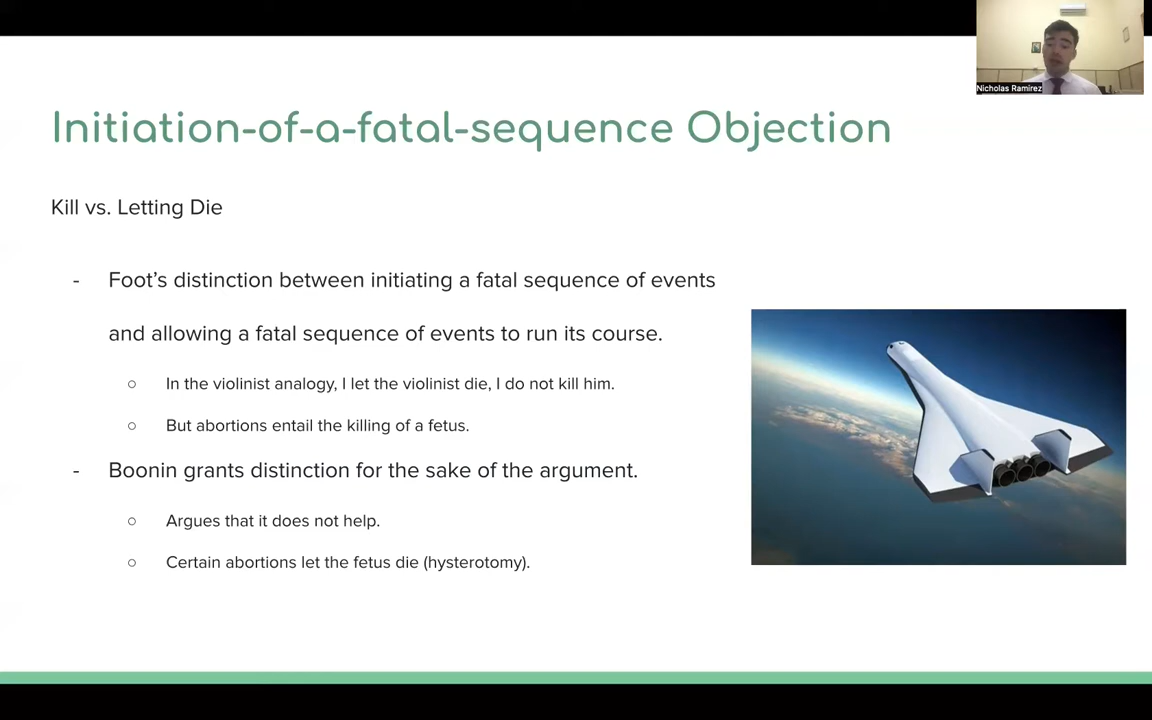 Nicholas Ramirez
Initiation-of-a-fatal-sequence Objection
Kill vs. Letting Die
- Foot’s distinction between initiating a fatal sequence of events
and allowing a fatal sequence of events to run its course.
○ In the violinist analogy, I let the violinist die, I do not kill him.
○ But abortions entail the killing of a fetus.
- Boonin grants distinction for the sake of the argument.
○ Argues that it does not help.
○ Certain abortions let the fetus die (hysterotomy).